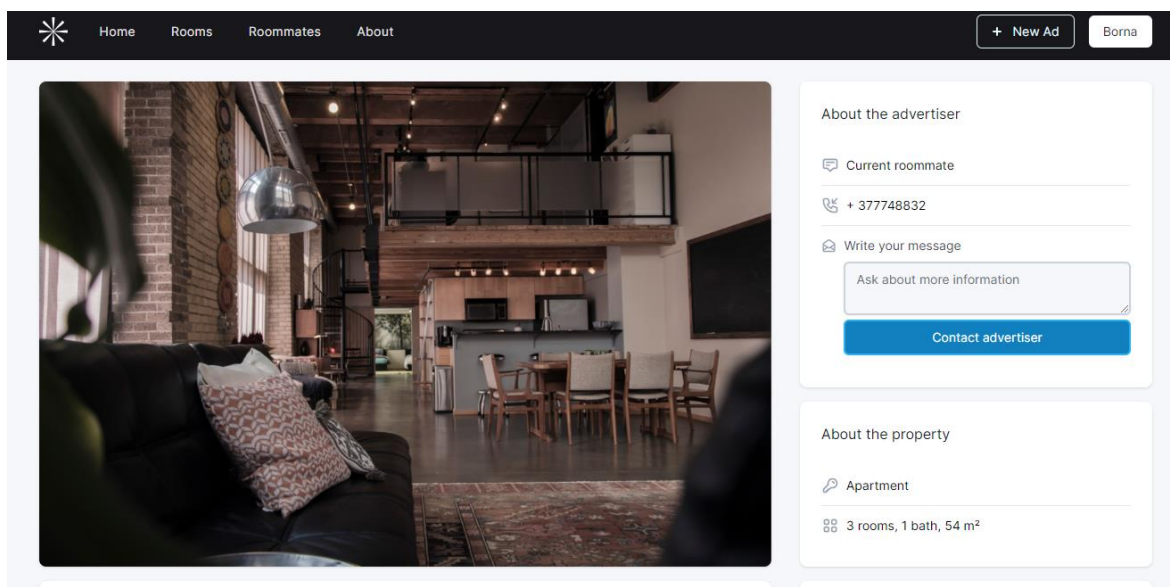 Home Rooms Roommates About + New Ad Borna
About the advertiser
Current roommate
+ 377748832
Write your message
Ask about more information
Contact advertiser
About the property
Apartment
3 rooms, 1 bath, 54 m²